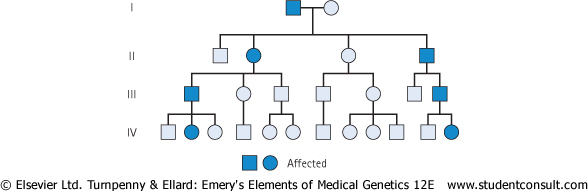 I
II
III
IV
Affected
© Elsevier Ltd. Turnpenny & Ellard: Emery's Elements of Medical Genetics 12E www.studentconsult.com